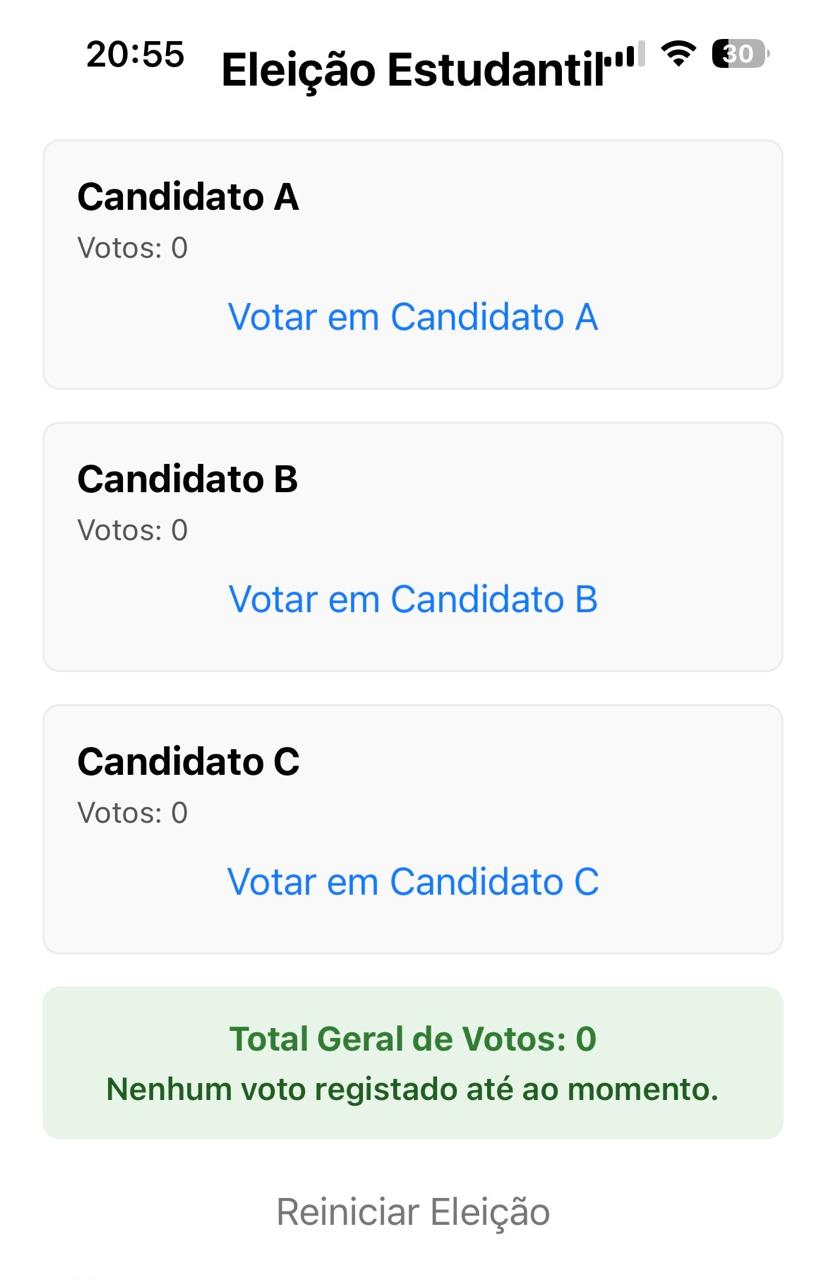 20:55
Eleição Estudantil
30
Candidato A
Votos: 0
Votar em Candidato A
Candidato B
Votos: 0
Votar em Candidato B
Candidato C
Votos: 0
Votar em Candidato C
Total Geral de Votos: 0
Nenhum voto registado até ao momento.
Reiniciar Eleição